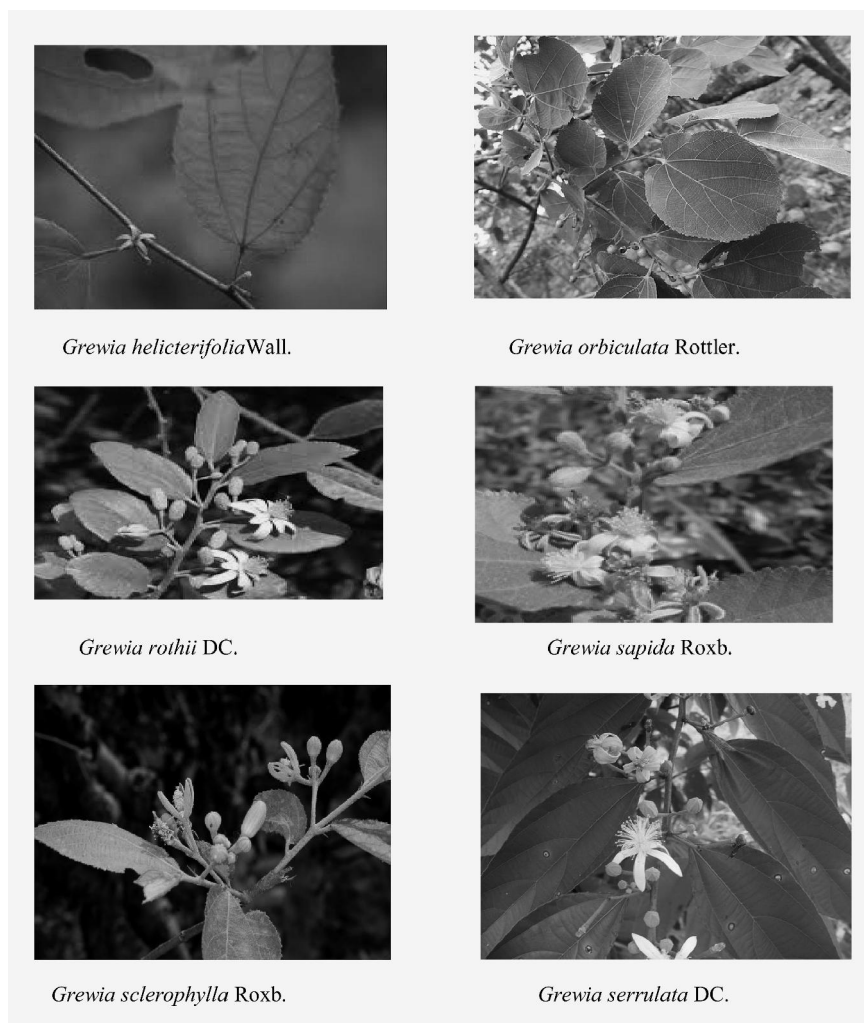 Grewia helicterifoliaWall.
Grewia orbiculata Rottler.
Grewia rothii DC.
Grewia sapida Roxb.
Grewia sclerophylla Roxb.
Grewia serrulata DC.